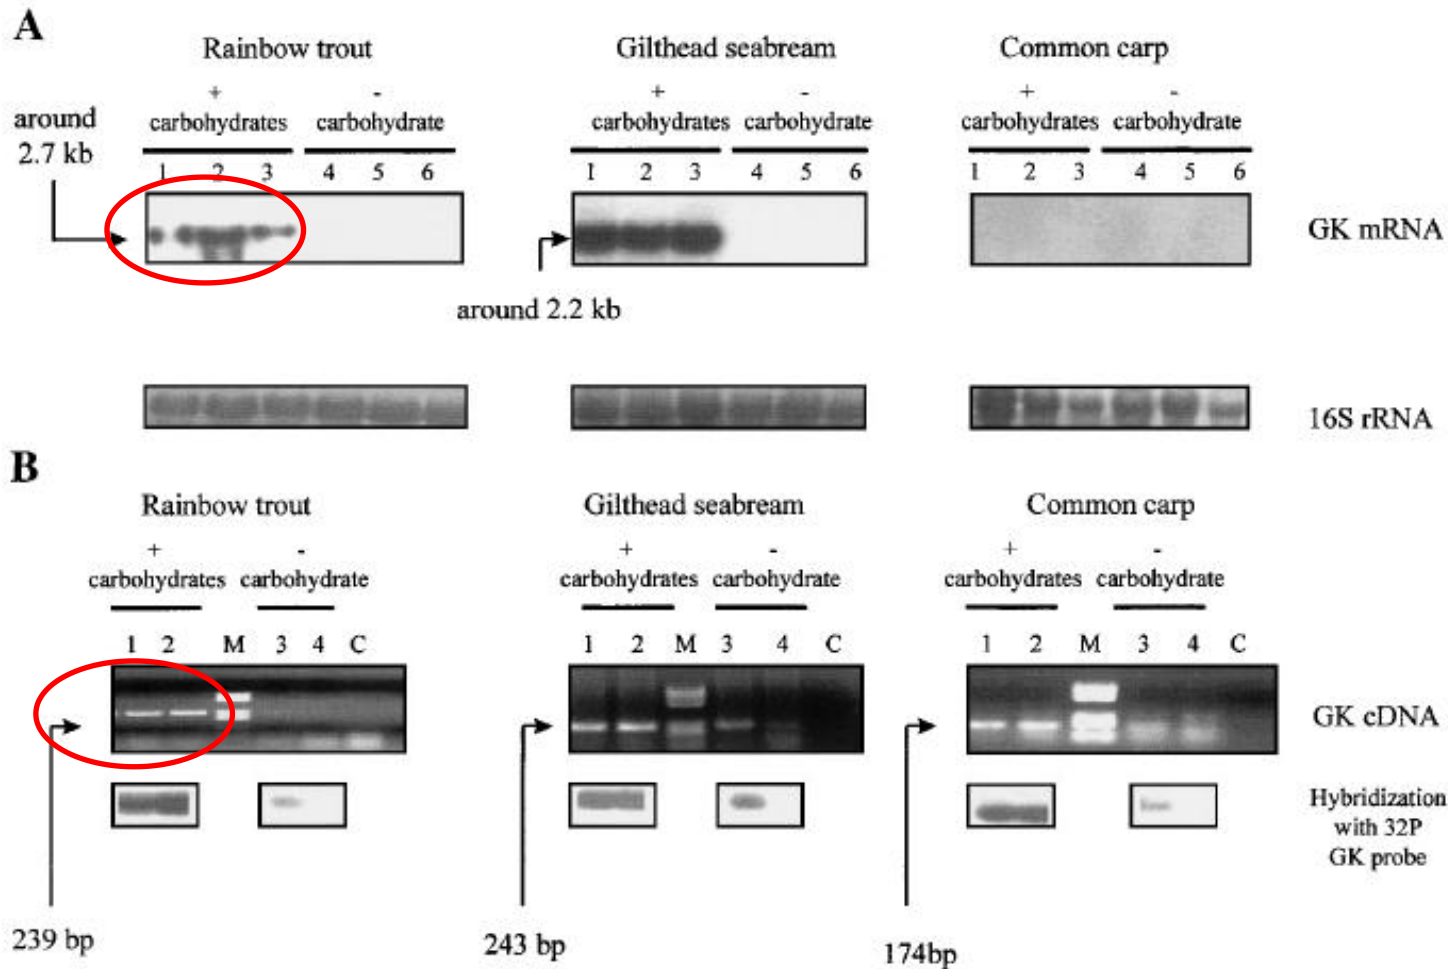 A
Rainbow trout Gilthead seabream Common carp
+ - + - + -
around
2.7 kb
carbohydrates carbohydrate carbohydrates carbohydrate carbohydrates carbohydrate
1 2 3 4 5 6 1 2 3 4 5 6 1 2 3 4 5 6
GK mRNA
around 2.2 kb
16S rRNA
B
Rainbow trout Gilthead seabream Common carp
+ - + - + -
carbohydrates carbohydrate carbohydrates carbohydrate carbohydrates carbohydrate
1 2 M 3 4 C 1 2 M 3 4 C 1 2 M 3 4 C
GK cDNA
Hybridization
with 32P
GK probe
239 bp 243 bp 174bp